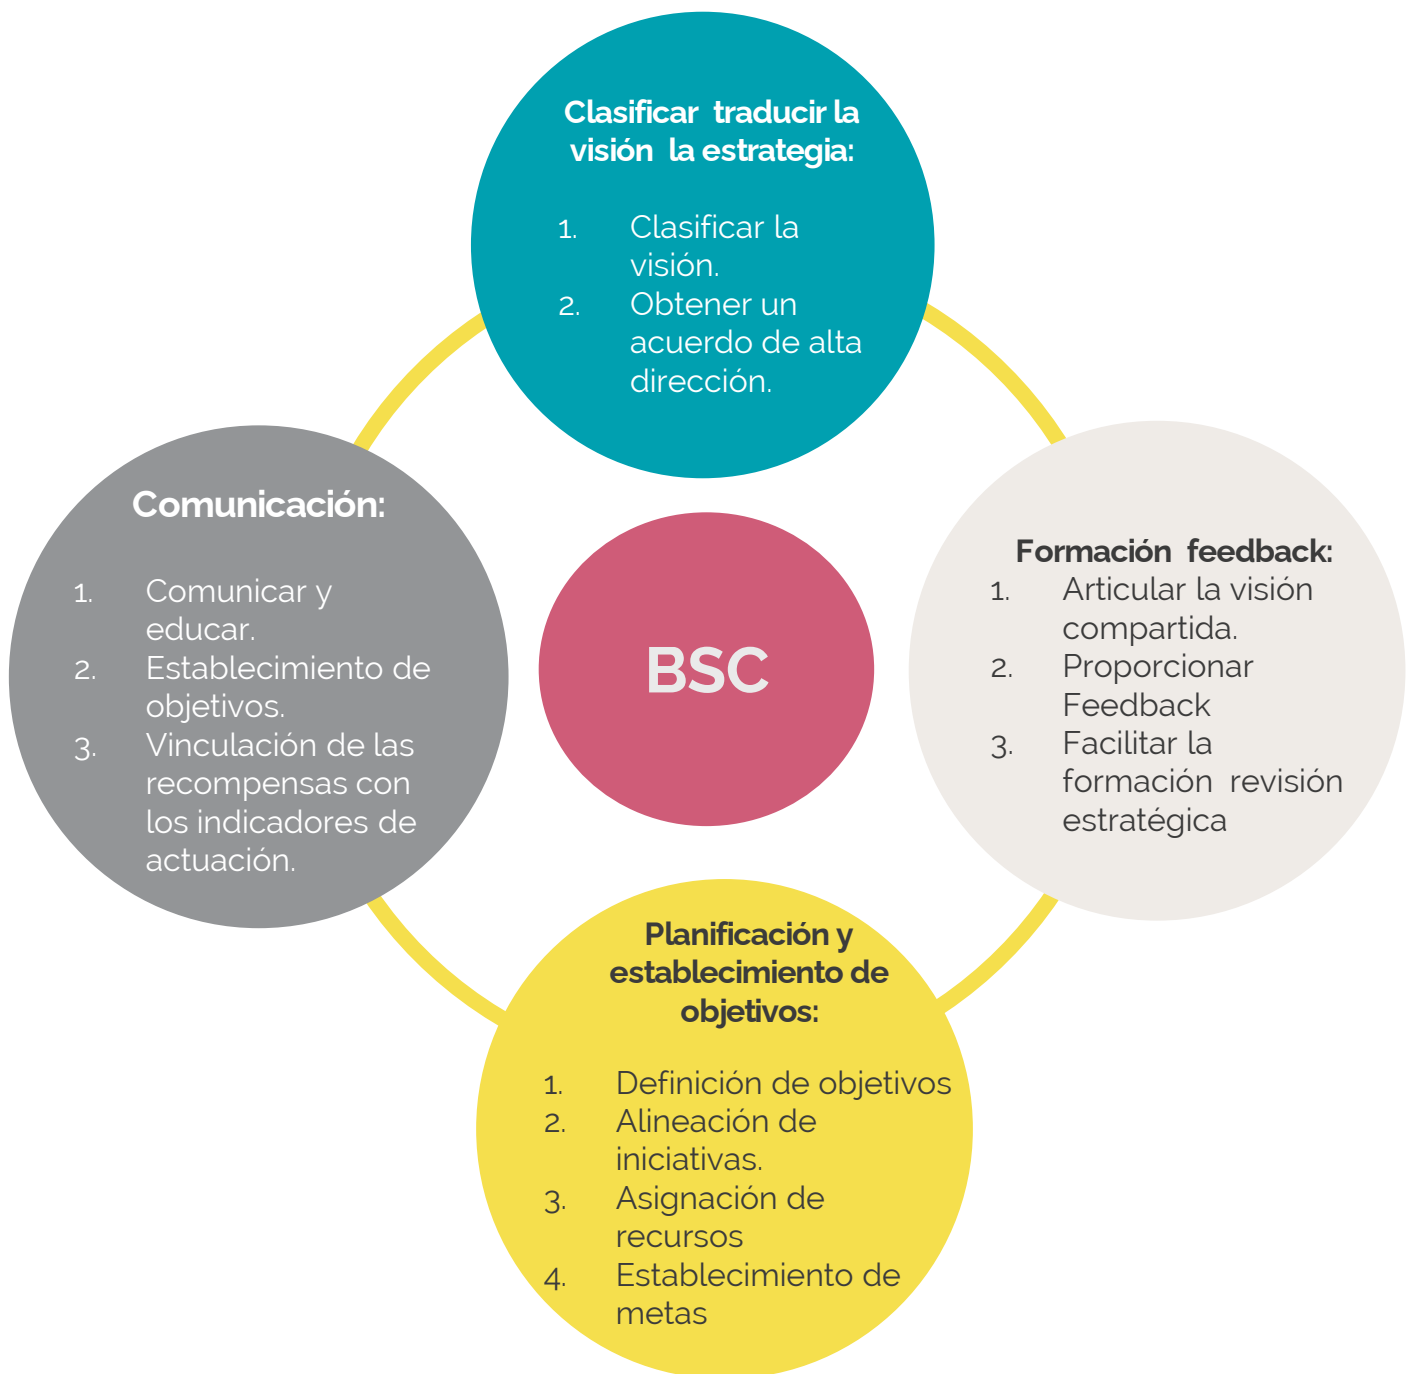 Clasificar traducir la
visión la estrategia:
1. Clasificar la
visión.
2. Obtener un
acuerdo de alta
dirección.
Comunicación:
1. Comunicar y
educar.
2. Establecimiento de
objetivos.
3. Vinculación de las
recompensas con
los indicadores de
actuación.
BSC
Formación feedback:
1. Articular la visión
compartida.
2. Proporcionar
Feedback
3. Facilitar la
formación revisión
estratégica
Planificación y
establecimiento de
objetivos:
1. Definición de objetivos
2. Alineación de
iniciativas.
3. Asignación de
recursos
4. Establecimiento de
metas